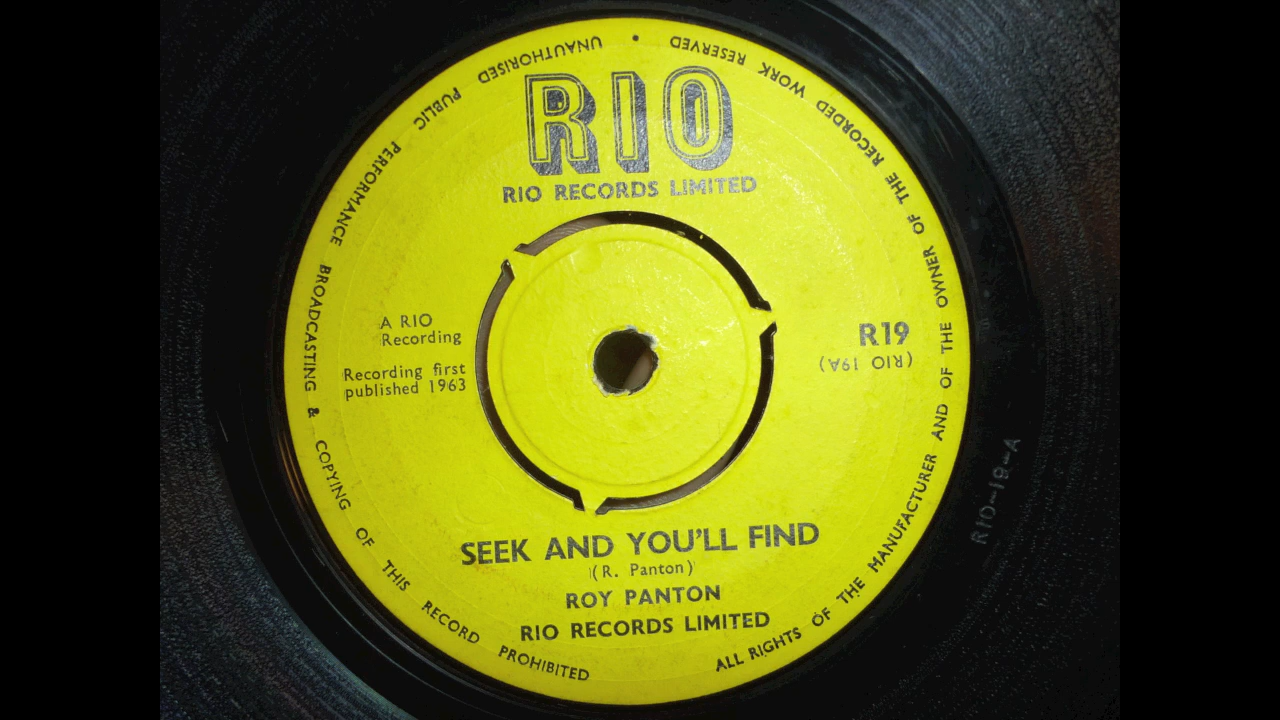 RIO
RIO RECORDS LIMITED
A RIO
Recording
Recording first
published 1963
R19
(RIO 19A)
SEEK AND YOU'LL FIND
(R. Panton)
ROY PANTON
RIO RECORDS LIMITED
ALL RIGHTS OF THE MANUFACTURER AND OF THE OWNER OF THE RECORDED WORK RESERVED • UNAUTHORISED PUBLIC PERFORMANCE BROADCASTING & COPYING OF THIS RECORD PROHIBITED
RIO-19-A